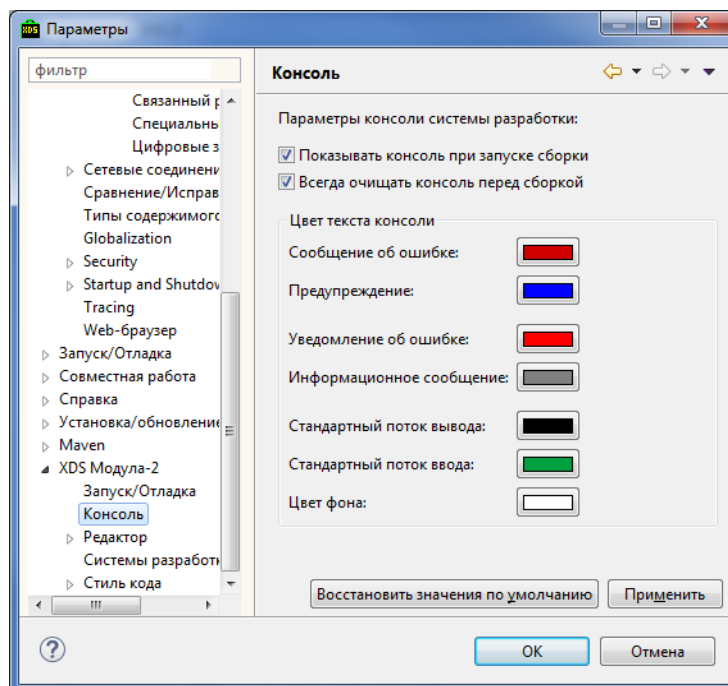 XDS Параметры
фильтр
Связанный р
Специальнь
Цифровые з
Сетевые соединени
Сравнение/Исправ
Типы содержимого
Globalization
Security
Startup and Shutdov
Tracing
Web-браузер
Запуск/Отладка
Совместная работа
Справка
Установка/обновление
Maven
XDS Модула-2
Запуск/Отладка
Консоль
Редактор
Системы разработк
Стиль кода
Консоль
Параметры консоли системы разработки:
Показывать консоль при запуске сборки
Всегда очищать консоль перед сборкой
Цвет текста консоли
Сообщение об ошибке:
Предупреждение:
Уведомление об ошибке:
Информационное сообщение:
Стандартный поток вывода:
Стандартный поток ввода:
Цвет фона:
Восстановить значения по умолчанию Применить
? OK Отмена